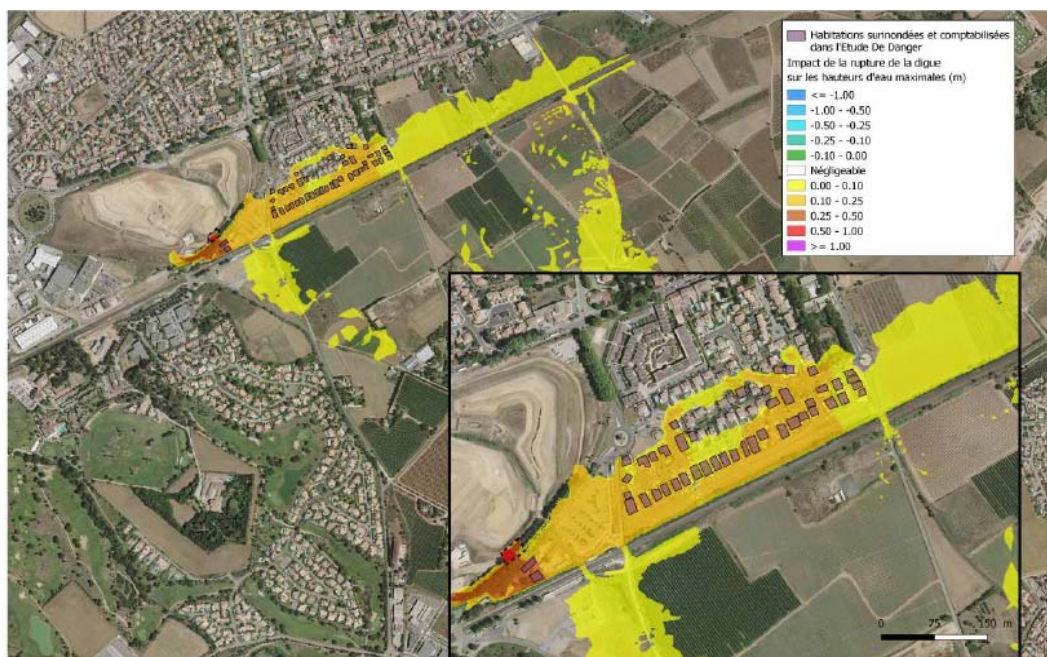 Habitations surinondées et comptabilisées
dans l'Etude De Danger
Impact de la rupture de la digue
sur les hauteurs d'eau maximales (m)
<= -1.00
-1.00 - -0.50
-0.50 - -0.25
-0.25 - -0.10
-0.10 - 0.00
Négligeable
0.00 - 0.10
0.10 - 0.25
0.25 - 0.50
0.50 - 1.00
>= 1.00
0 75 150 m